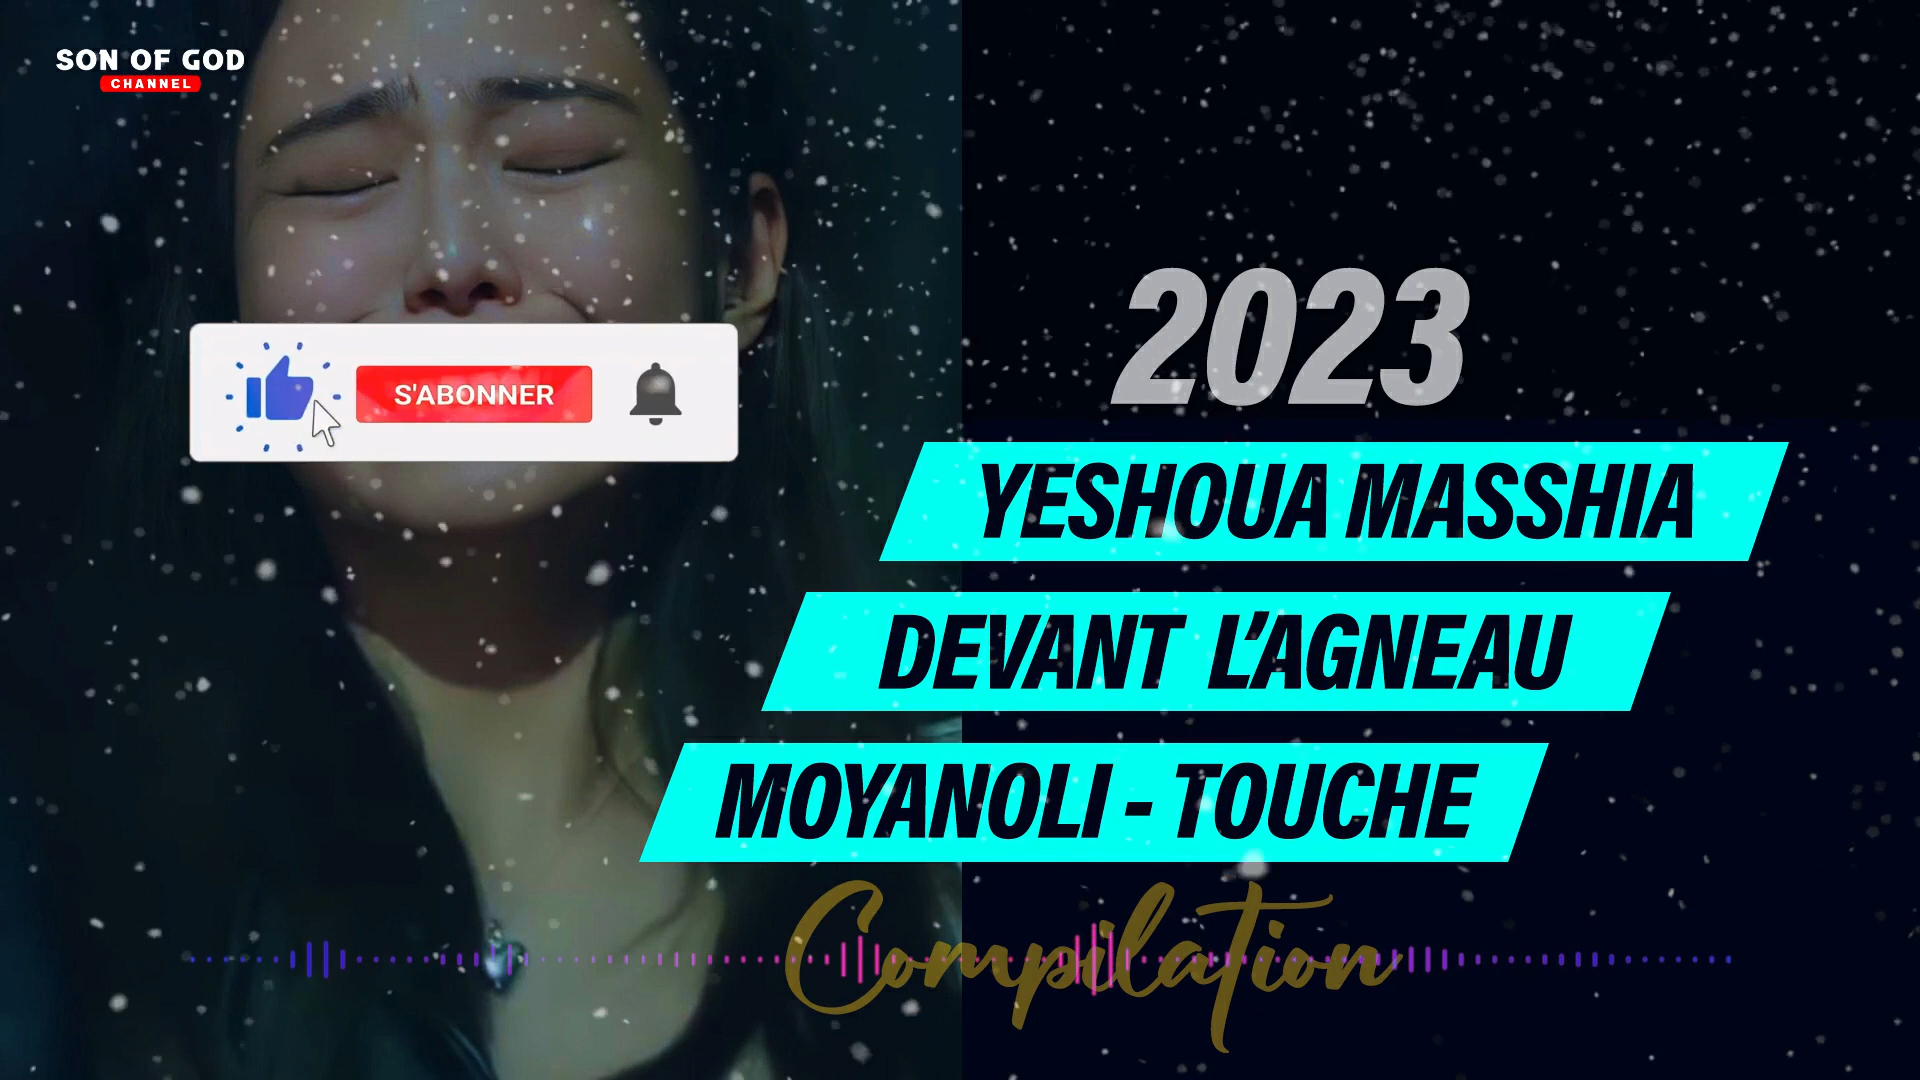 SON OF GOD
CHANNEL
S'ABONNER
2023
YESHOUA MASSHIA
DEVANT L'AGNEAU
MOYANOLI - TOUCHE
Compilation